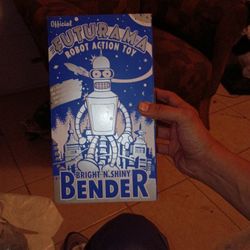 Official
FUTURAMA
ROBOT ACTION TOY
BRIGHT-N-SHINY
BENDER